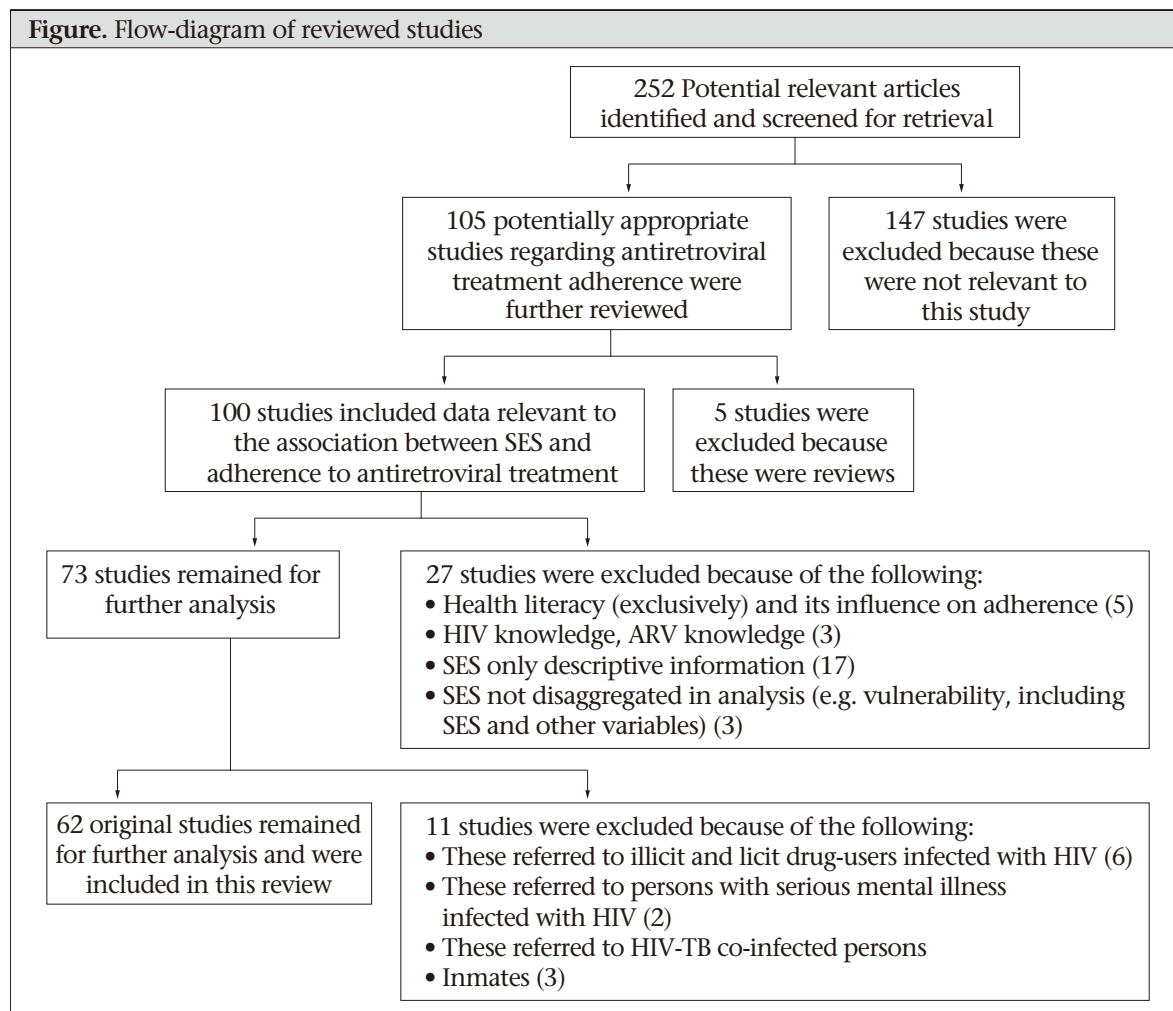 Figure. Flow-diagram of reviewed studies
252 Potential relevant articles
identified and screened for retrieval
105 potentially appropriate
studies regarding antiretroviral
treatment adherence were
further reviewed
147 studies were
excluded because these
were not relevant to
this study
100 studies included data relevant to
the association between SES and
adherence to antiretroviral treatment
5 studies were
excluded because
these were reviews
73 studies remained for
further analysis
27 studies were excluded because of the following:
• Health literacy (exclusively) and its influence on adherence (5)
• HIV knowledge, ARV knowledge (3)
• SES only descriptive information (17)
• SES not disaggregated in analysis (e.g. vulnerability, including
SES and other variables) (3)
62 original studies remained
for further analysis and were
included in this review
11 studies were excluded because of the following:
• These referred to illicit and licit drug-users infected with HIV (6)
• These referred to persons with serious mental illness
infected with HIV (2)
• These referred to HIV-TB co-infected persons
• Inmates (3)